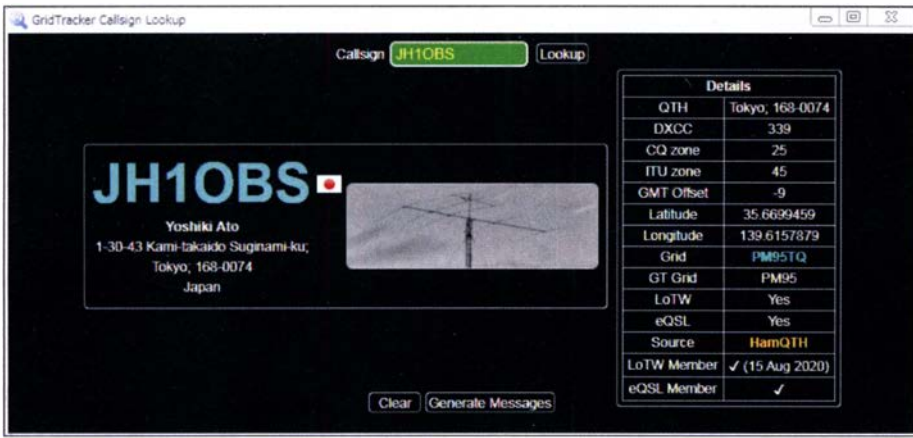 GridTracker Callsign Lookup
Callsign JH1OBS Lookup
JH1OBS
Yoshiki Ato
1-30-43 Kami-takaido Suginami-ku;
Tokyo; 168-0074
Japan
Details
QTH Tokyo; 168-0074
DXCC 339
CQ zone 25
ITU zone 45
GMT Offset -9
Latitude 35.6699459
Longitude 139.6157879
Grid PM95TQ
GT Grid PM95
LoTW Yes
eQSL Yes
Source HamQTH
LoTW Member ✓ (15 Aug 2020)
eQSL Member ✓
Clear Generate Messages